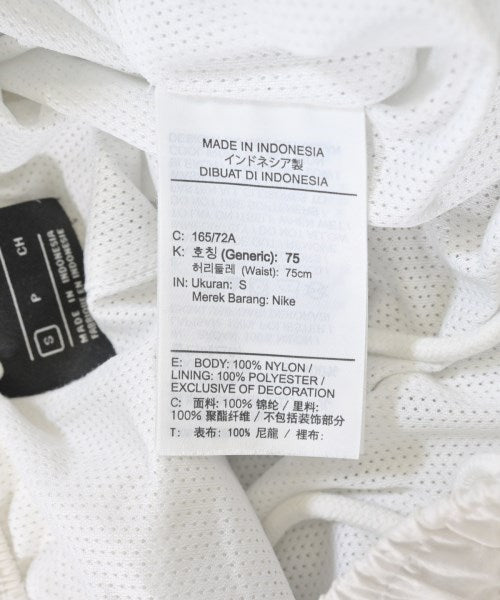 MADE IN INDONESIA
インドネシア製
DIBUAT DI INDONESIA
C: 165/72A
K: 호칭 (Generic): 75
허리둘레 (Waist): 75cm
IN: Ukuran: S
Merek Barang: Nike
E: BODY: 100% NYLON /
LINING: 100% POLYESTER /
EXCLUSIVE OF DECORATION
C: 面料: 100% 锦纶 / 里料:
100% 聚酯纤维 / 不包括装饰部分
T: 表布: 100% 尼龍 / 裡布:
S P CH
MADE IN INDONESIA